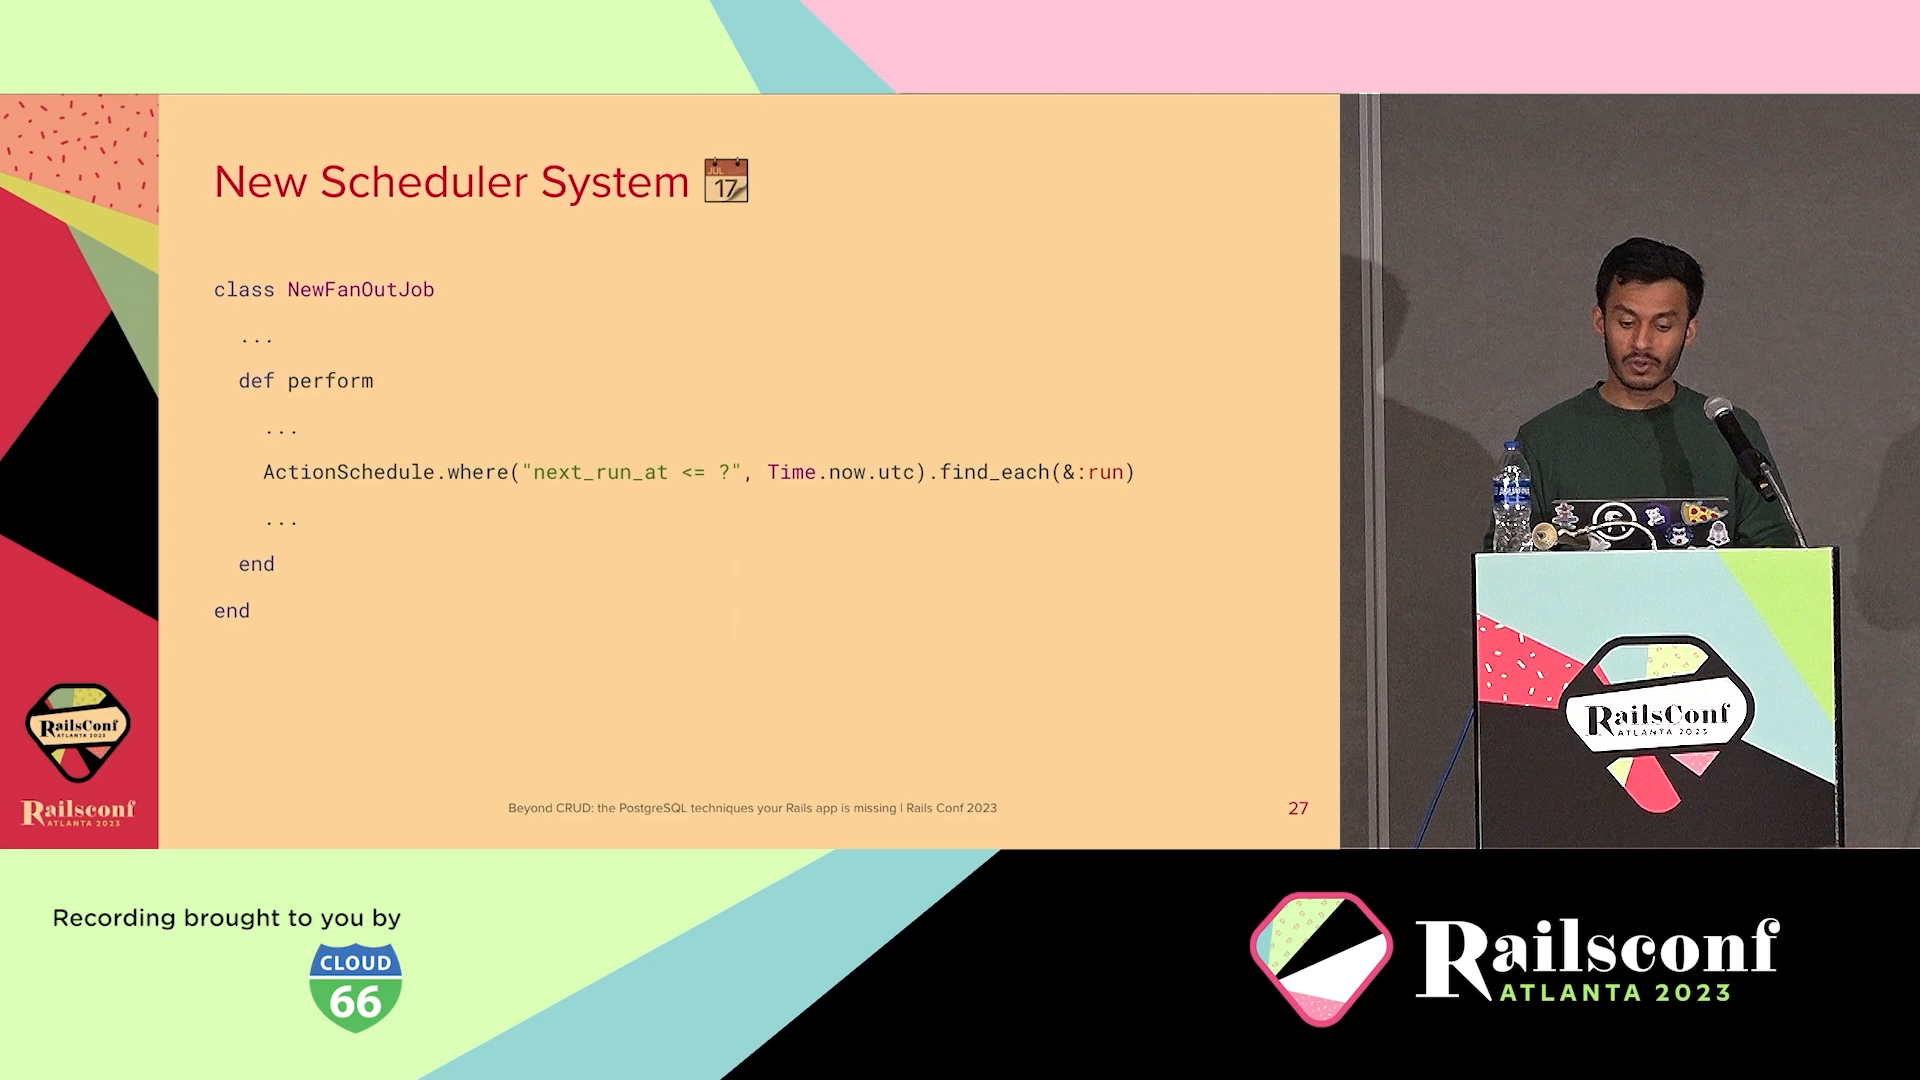 New Scheduler System
JUL
17
class NewFanOutJob
...
def perform
...
ActionSchedule.where("next_run_at <= ?", Time.now.utc).find_each(&:run)
...
end
end
RailsConf
ATLANTA 2023
Railsconf
ATLANTA 2023
Beyond CRUD: the PostgreSQL techniques your Rails app is missing | Rails Conf 2023
27
RailsConf
ATLANTA 2023
Recording brought to you by
CLOUD
66
Railsconf
ATLANTA 2023